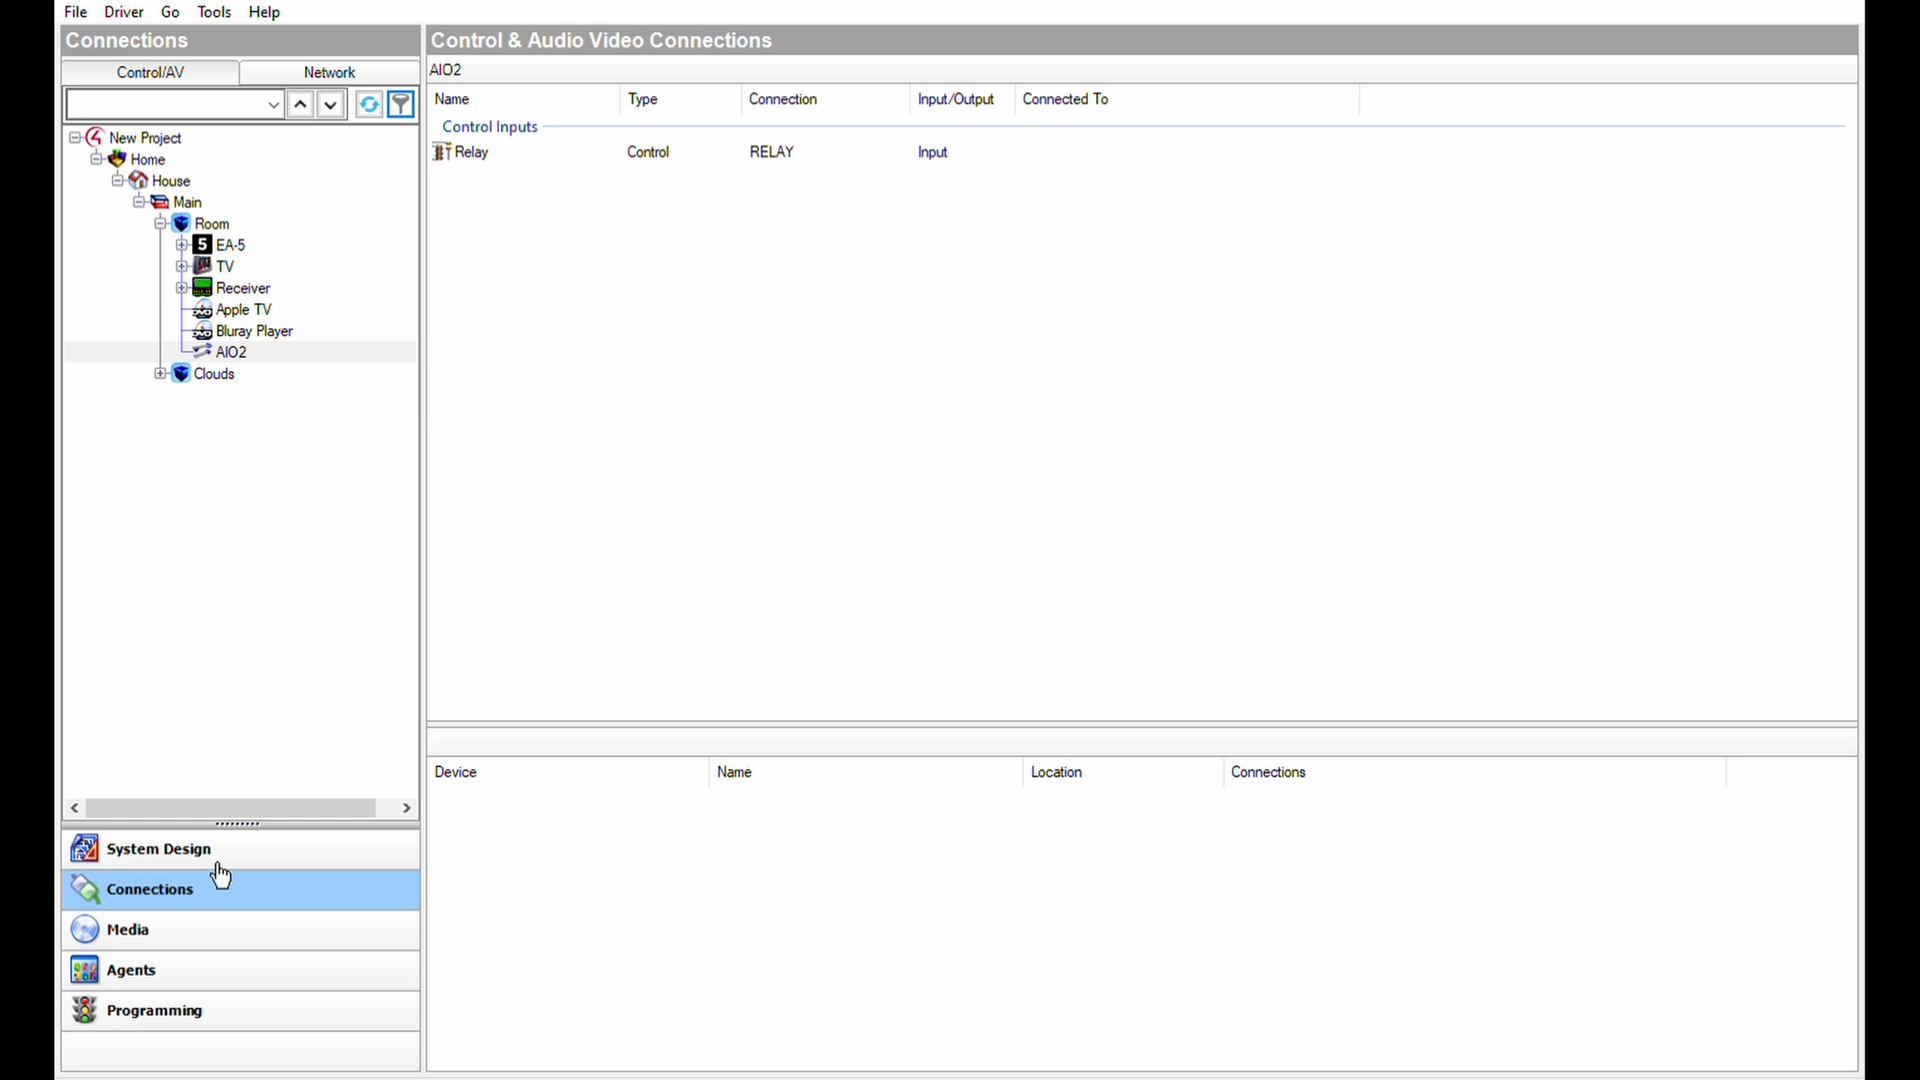 File Driver Go Tools Help
Connections
Control/AV Network
New Project
Home
House
Main
Room
5 EA-5
TV
Receiver
Apple TV
Bluray Player
AIO2
Clouds
System Design
Connections
Media
Agents
Programming
Control & Audio Video Connections
AIO2
Name Type Connection Input/Output Connected To
Control Inputs
Relay Control RELAY Input
Device Name Location Connections